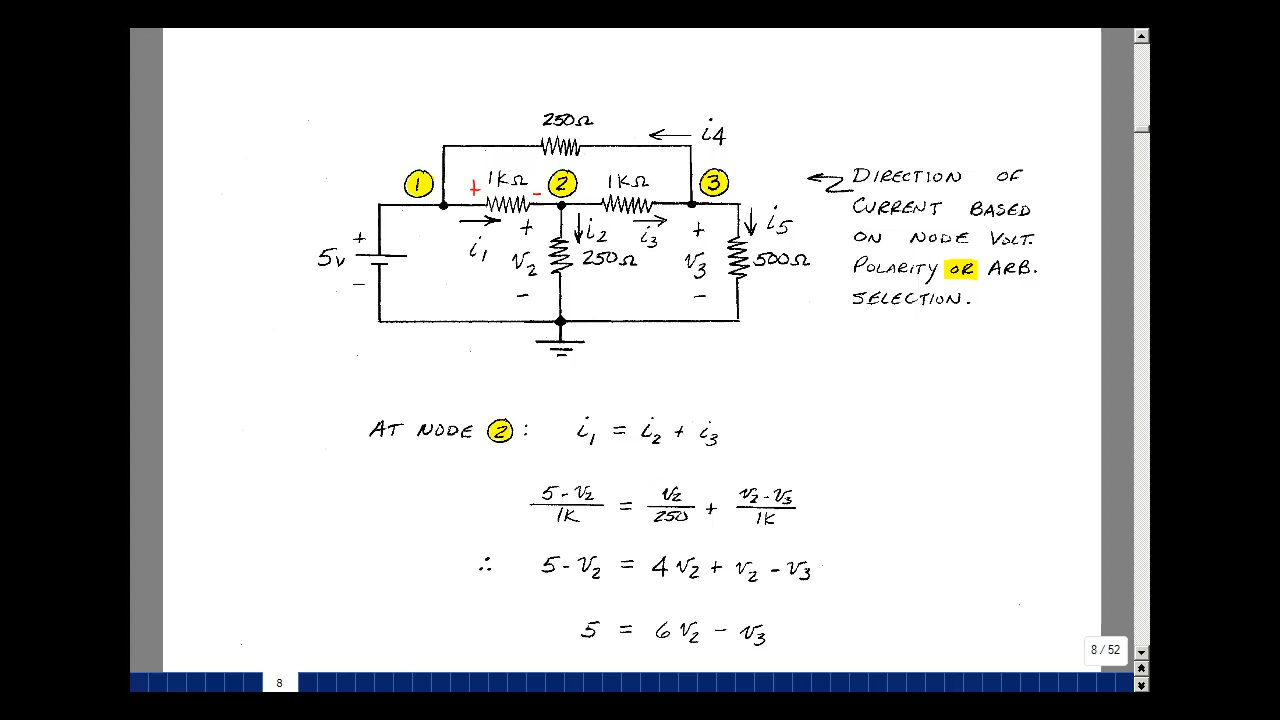 250Ω
i4
1 1KΩ 2 1KΩ 3
+ -
DIRECTION OF
CURRENT BASED
ON NODE VOLT.
POLARITY OR ARB.
SELECTION.
i1 + i2 i3 + i5
+
5v v2 250Ω v3 500Ω
- - -
AT NODE 2 : i1 = i2 + i3
5-v2/1K = v2/250 + v2-v3/1K
∴ 5-v2 = 4v2 + v2 - v3
5 = 6v2 - v3
8 / 52
8